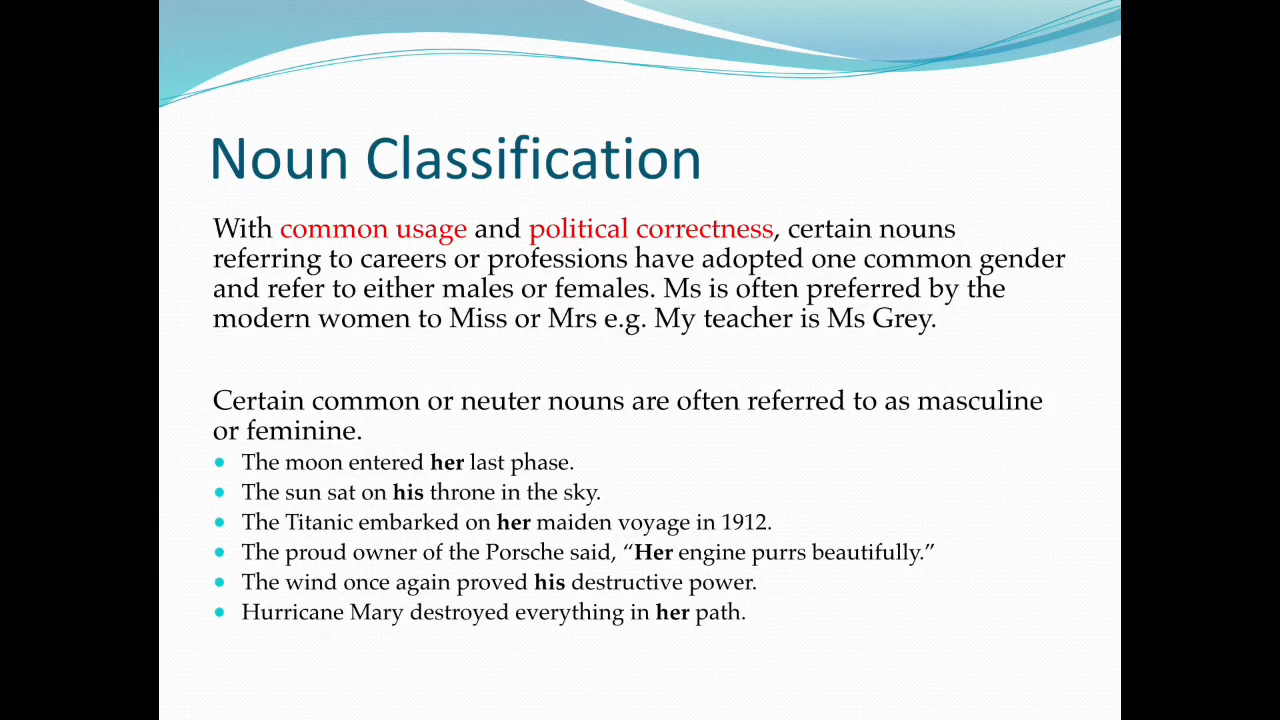 Noun Classification
With common usage and political correctness, certain nouns
referring to careers or professions have adopted one common gender
and refer to either males or females. Ms is often preferred by the
modern women to Miss or Mrs e.g. My teacher is Ms Grey.
Certain common or neuter nouns are often referred to as masculine
or feminine.
• The moon entered her last phase.
• The sun sat on his throne in the sky.
• The Titanic embarked on her maiden voyage in 1912.
• The proud owner of the Porsche said, “Her engine purrs beautifully.”
• The wind once again proved his destructive power.
• Hurricane Mary destroyed everything in her path.